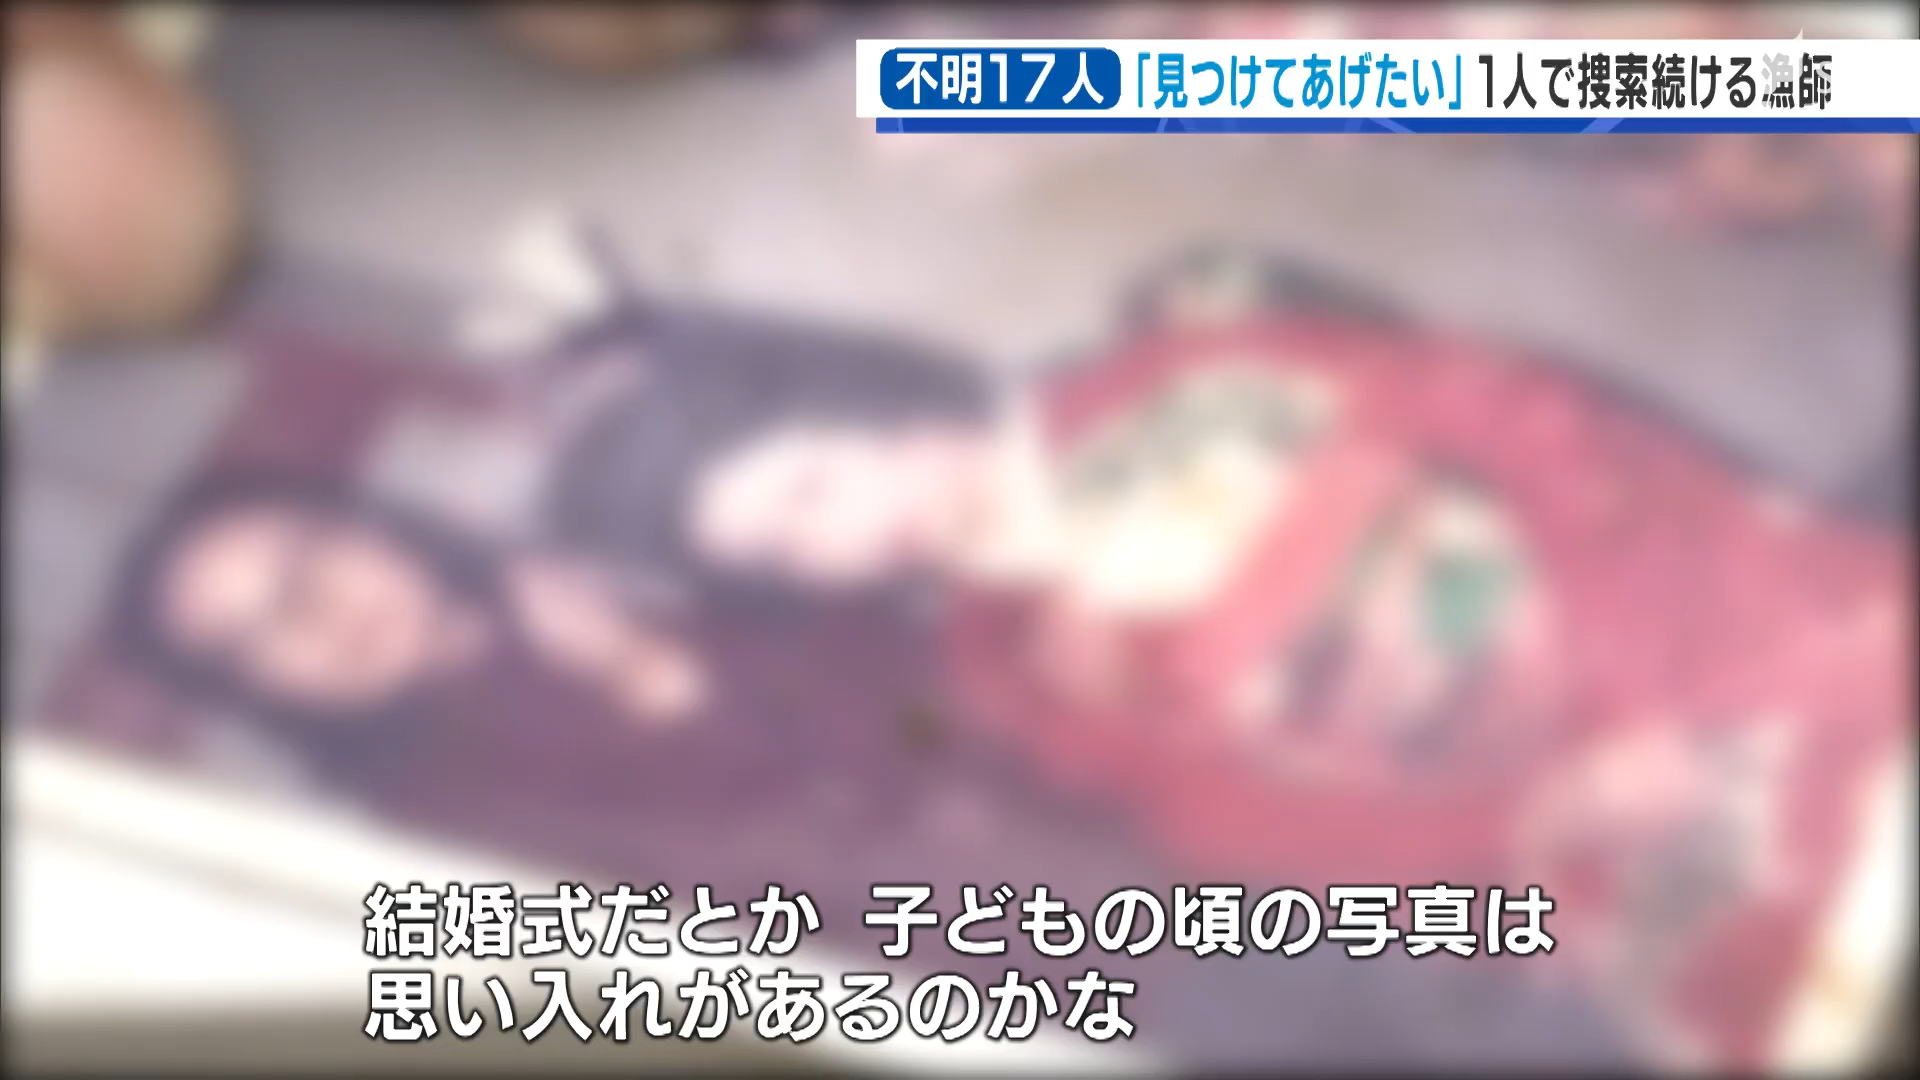 不明17人 「見つけてあげたい」1人で捜索続ける漁師
結婚式だとか 子どもの頃の写真は
思い入れがあるのかな